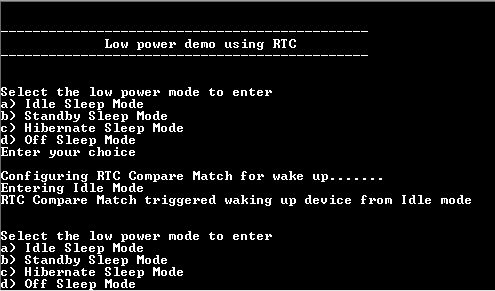 Low power demo using RTC
Select the low power mode to enter
a) Idle Sleep Mode
b) Standby Sleep Mode
c) Hibernate Sleep Mode
d) Off Sleep Mode
Enter your choice
Configuring RTC Compare Match for wake up.......
Entering Idle Mode
RTC Compare Match triggered waking up device from Idle mode
Select the low power mode to enter
a) Idle Sleep Mode
b) Standby Sleep Mode
c) Hibernate Sleep Mode
d) Off Sleep Mode